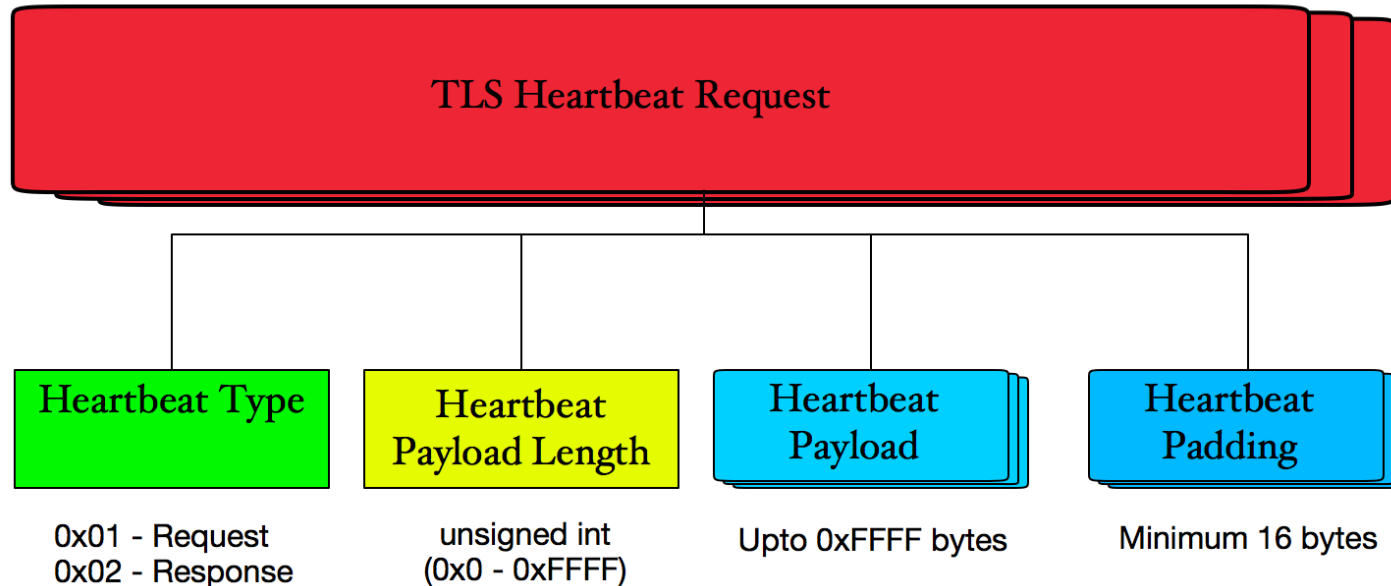 TLS Heartbeat Request
Heartbeat Type
Heartbeat
Payload Length
Heartbeat
Payload
Heartbeat
Padding
0x01 - Request
0x02 - Response
unsigned int
(0x0 - 0xFFFF)
Upto 0xFFFF bytes
Minimum 16 bytes